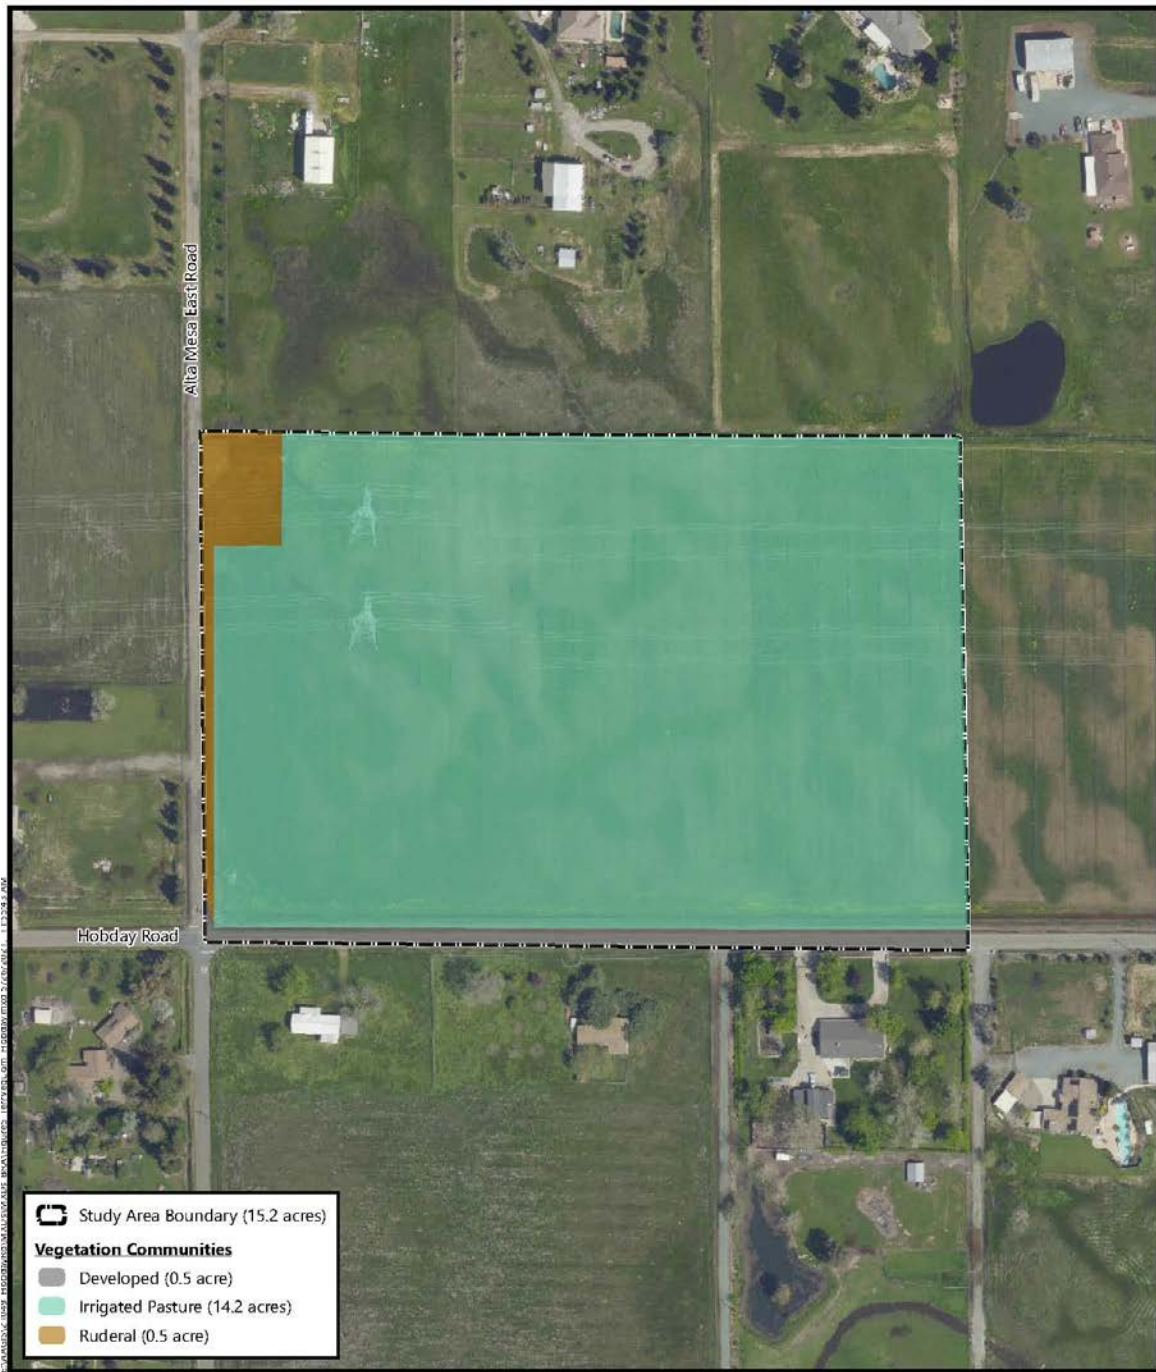 Alta Mesa East Road
Hobday Road
Study Area Boundary (15.2 acres)
Vegetation Communities
Developed (0.5 acre)
Irrigated Pasture (14.2 acres)
Ruderal (0.5 acre)